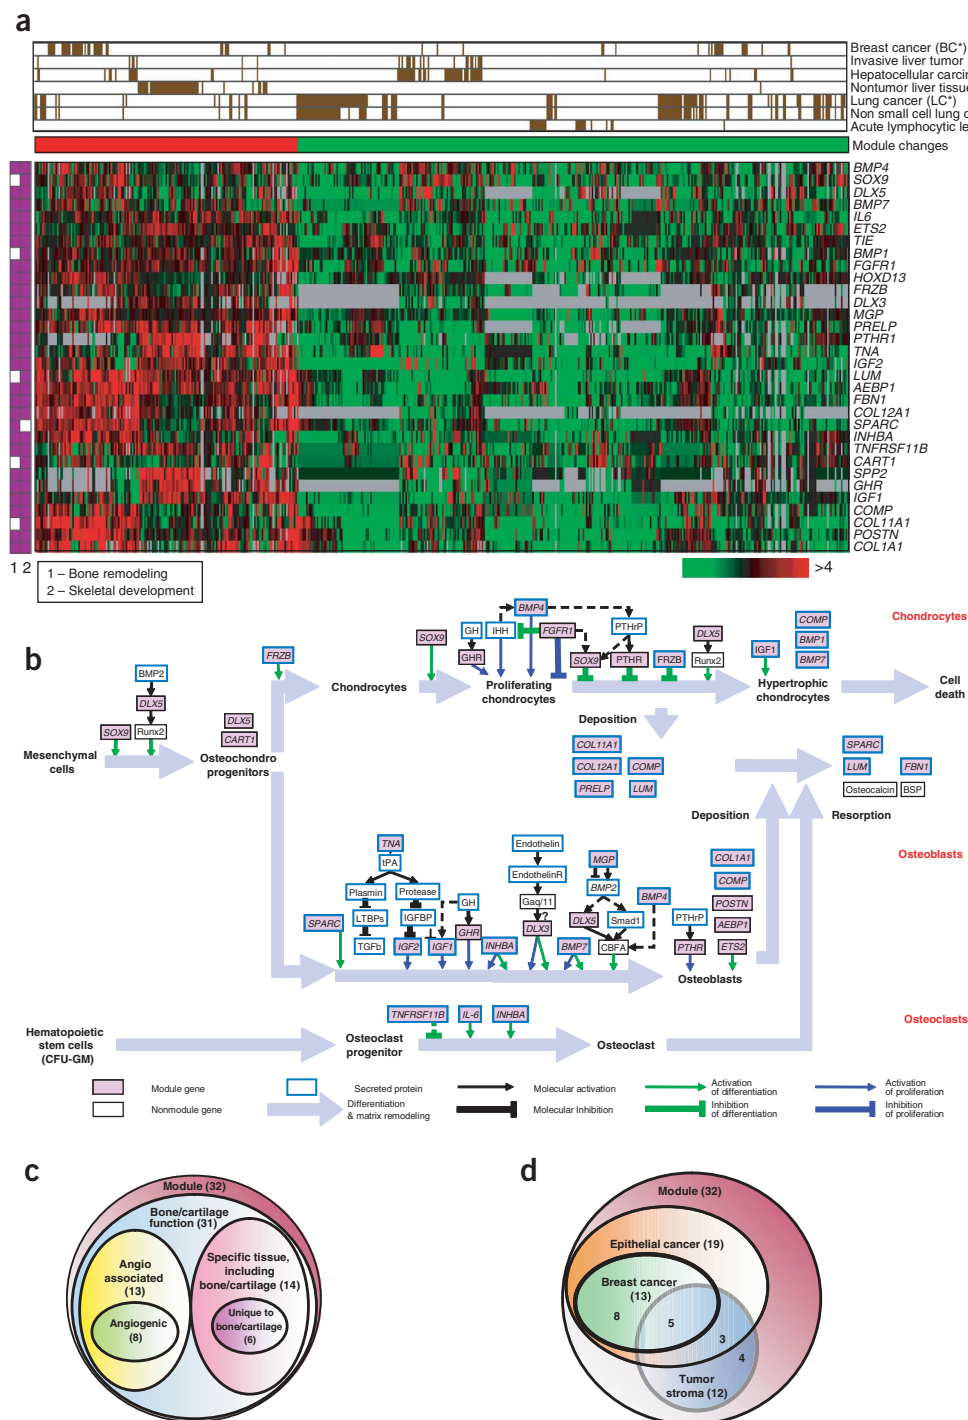 a
Breast cancer (BC*)
Invasive liver tumor
Hepatocellular carcin
Nontumor liver tissue
Lung cancer (LC*)
Non small cell lung c
Acute lymphocytic le
Module changes
BMP4
SOX9
DLX5
BMP7
IL6
ETS2
TIE
BMP1
FGFR1
HOXD13
FRZB
DLX3
MGP
PRELP
PTHR1
TNA
IGF2
LUM
AEBP1
FBN1
COL12A1
SPARC
INHBA
TNFRSF11B
CART1
SPP2
GHR
IGF1
COMP
COL11A1
POSTN
COL1A1
1 2
1 – Bone remodeling
2 – Skeletal development
>4
b
Chondrocytes
BMP4
COMP
SOX9
GH
IHH
FGFR1
PTHrP
DLX5
BMP1
FRZB
GHR
SOX9
PTHR
FRZB
Runx2
IGF1
BMP7
BMP2
Chondrocytes
Proliferating
chondrocytes
Hypertrophic
chondrocytes
Cell
death
DLX5
DLX5
SOX9
Runx2
CART1
Deposition
Mesenchymal
cells
Osteochondro
progenitors
COL11A1
SPARC
COL12A1
COMP
LUM
FBN1
PRELP
LUM
Osteocalcin
BSP
Deposition
Resorption
Osteoblasts
TNA
Endothelin
tPA
MGP
COL1A1
EndothelinR
BMP2
COMP
Plasmin
Protease
GH
Gaq/11
BMP4
POSTN
SPARC
LTBPs
IGFBP
?
DLX5
Smad1
PTHrP
AEBP1
GHR
DLX3
TGFb
IGF2
IGF1
INHBA
BMP7
CBFA
PTHR
ETS2
Osteoblasts
TNFRSF11B
IL-6
INHBA
Osteoclasts
Hematopoietic
stem cells
(CFU-GM)
Osteoclast
progenitor
Osteoclast
Module gene
Secreted protein
Molecular activation
Activation
of differentiation
Activation
of proliferation
Nonmodule gene
Differentiation
& matrix remodeling
Molecular Inhibition
Inhibition
of differentiation
Inhibition
of proliferation
c
Module (32)
Bone/cartilage
function (31)
Angio
associated
(13)
Specific tissue,
including
bone/cartilage (14)
Angiogenic
(8)
Unique to
bone/cartilage
(6)
d
Module (32)
Epithelial cancer (19)
Breast cancer
(13)
8
5
3
4
Tumor
stroma (12)